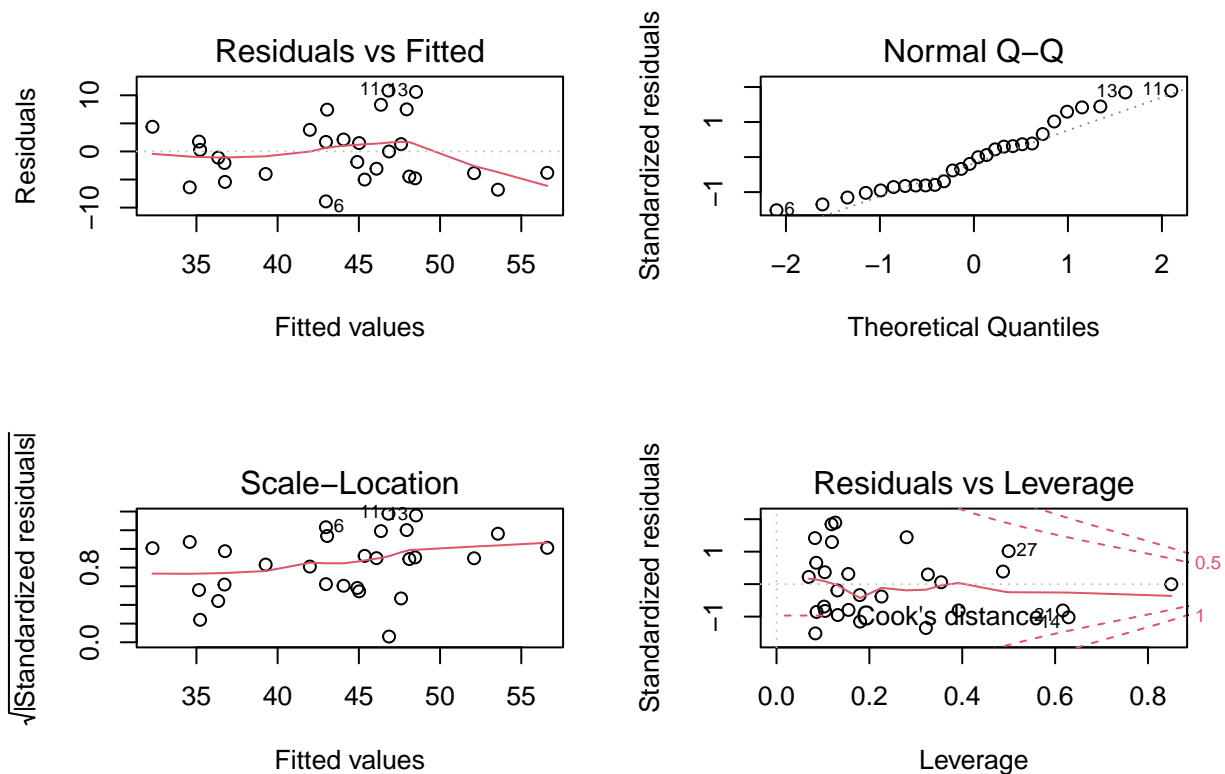 Residuals vs Fitted
Residuals
10
0
−10
11
13
6
35 40 45 50 55
Fitted values
Normal Q−Q
Standardized residuals
1
−1
13
11
6
−2 −1 0 1 2
Theoretical Quantiles
Scale−Location
√|Standardized residuals|
0.8
0.0
11
13
6
35 40 45 50 55
Fitted values
Residuals vs Leverage
Standardized residuals
1
−1
27
21
14
Cook's distance
0.5
1
0.0 0.2 0.4 0.6 0.8
Leverage